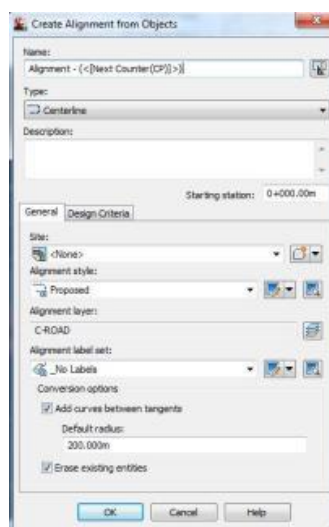 Create Alignment from Objects
Name:
Alignment - (<[Next Counter(CP)]>)
Type:
Centerline
Description:
Starting station: 0+000.00m
General Design Criteria
Site:
<None>
Alignment style:
Proposed
Alignment layer:
C-ROAD
Alignment label set:
_No Labels
Conversion options
Add curves between tangents
Default radius:
200.000m
Erase existing entities
OK Cancel Help